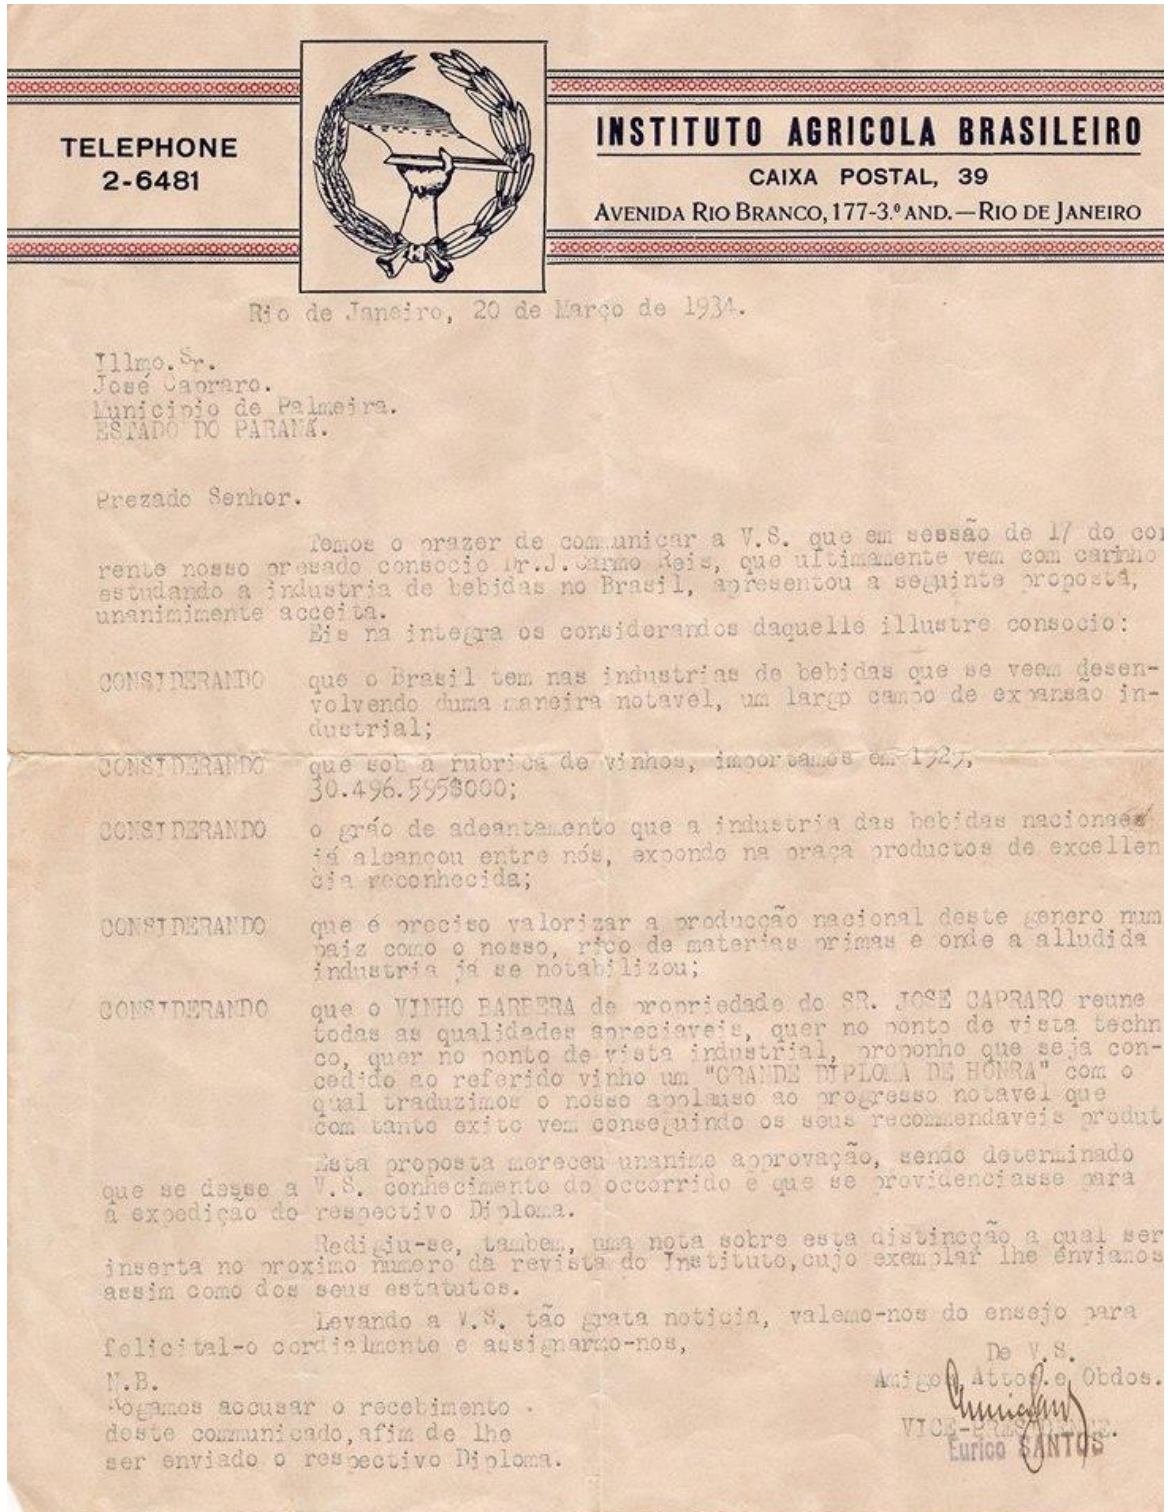 TELEPHONE
2-6481
INSTITUTO AGRICOLA BRASILEIRO
CAIXA POSTAL, 39
AVENIDA RIO BRANCO, 177-3.º AND.—RIO DE JANEIRO
Rio de Janeiro, 20 de Março de 1934.
Illmo.Sr.
José Capraro.
Municipio de Palmeira.
ESTADO DO PARANÁ.
Prezado Senhor.
Temos o prazer de communicar a V.S. que em sessão de 17 do cor
rente nosso presado consocio Dr.J.Carmo Reis, que ultimamente vem com carinho
estudando a industria de bebidas no Brasil, apresentou a seguinte proposta,
unanimimente acceita.
Eis na integra os considerandos daquelle illustre consocio:
CONSIDERANDO que o Brasil tem nas industrias de bebidas que se veem desen-
volvendo duma maneira notavel, um largo campo de expansão in-
dustrial;
CONSIDERANDO que sob a rubrica de vinhos, importamos em 1929,
30.496.595$000;
CONSIDERANDO o gráo de adeantamento que a industria das bebidas nacionaes
já alcançou entre nós, expondo na praça productos de excellen
cia reconhecida;
CONSIDERANDO que é preciso valorizar a producção nacional deste genero num
paiz como o nosso, rico de materias primas e onde a alludida
industria já se notabilizou;
CONSIDERANDO que o VINHO BARBERA de propriedade do SR. JOSÉ CAPRARO reune
todas as qualidades apreciaveis, quer no ponto de vista techn
co, quer no ponto de vista industrial, proponho que seja con-
cedido ao referido vinho um "GRANDE DIPLOMA DE HONRA" com o
qual traduzimos o nosso applauso ao progresso notavel que
com tanto exito vem conseguindo os seus recommendaveis produt
Esta proposta mereceu unanime approvação, sendo determinado
que se desse a V.S. conhecimento do occorrido e que se providenciasse para
a expedição do respectivo Diploma.
Redigiu-se, tambem, uma nota sobre esta distincção a qual ser
inserta no proximo numero da revista do Instituto,cujo exemplar lhe enviamos
assim como dos seus estatutos.
Levando a V.S. tão grata noticia, valemo-nos do ensejo para
felicital-o cordialmente e assignarmo-nos,
De V.S.
Amigos Attos.e Obdos.
VICE-PRESIDENTE.
Eurico SANTOS
N.B.
Rogamos accusar o recebimento
deste communicado,afim de lhe
ser enviado o respectivo Diploma.